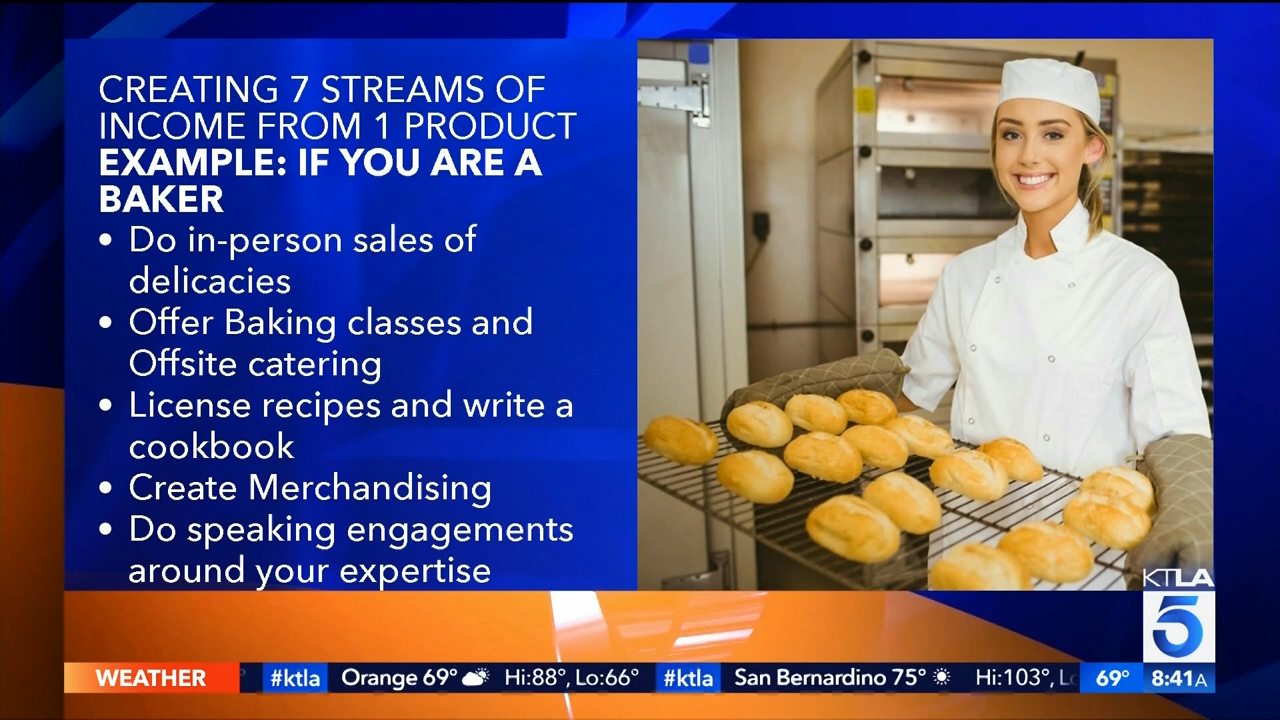 CREATING 7 STREAMS OF
INCOME FROM 1 PRODUCT
EXAMPLE: IF YOU ARE A
BAKER
• Do in-person sales of
delicacies
• Offer Baking classes and
Offsite catering
• License recipes and write a
cookbook
• Create Merchandising
• Do speaking engagements
around your expertise
KTLA
5
WEATHER #ktla Orange 69° Hi:88°, Lo:66° #ktla San Bernardino 75° Hi:103°, 69° 8:41A